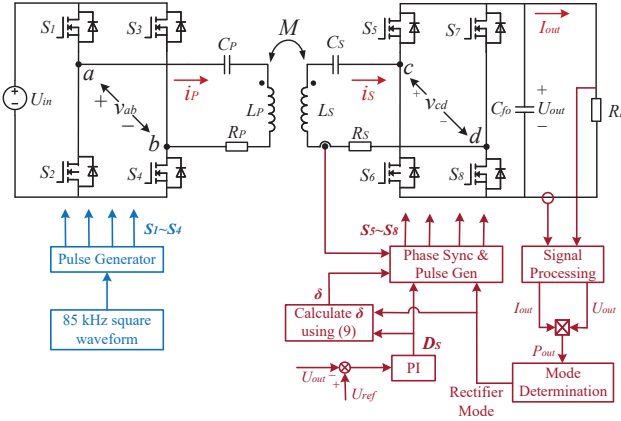 S1
S3
CP
M
CS
S5
S7
Iout
a
iP
iS
c
Uin
+
vab
−
LP
LS
+
vcd
−
Cfo
+
Uout
−
b
RP
RS
d
S2
S4
S6
S8
S1~S4
S5~S8
Pulse Generator
Phase Sync &
Pulse Gen
Signal
Processing
δ
Iout
Uout
85 kHz square
waveform
Calculate δ
using (9)
DS
Pout
Uout
−
+
Uref
PI
Rectifier
Mode
Mode
Determination